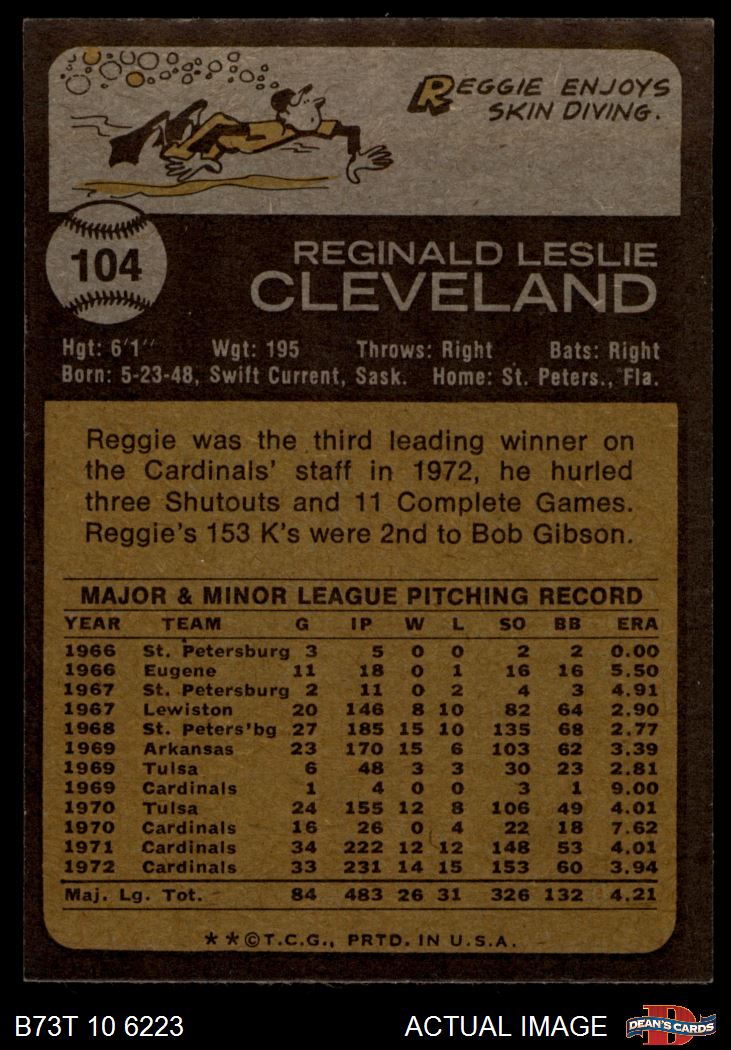 REGGIE ENJOYS
SKIN DIVING.
104
REGINALD LESLIE
CLEVELAND
Hgt: 6'1" Wgt: 195 Throws: Right Bats: Right
Born: 5-23-48, Swift Current, Sask. Home: St. Peters., Fla.
Reggie was the third leading winner on
the Cardinals' staff in 1972, he hurled
three Shutouts and 11 Complete Games.
Reggie's 153 K's were 2nd to Bob Gibson.
MAJOR & MINOR LEAGUE PITCHING RECORD
YEAR TEAM G IP W L SO BB ERA
1966 St. Petersburg 3 5 0 0 2 2 0.00
1966 Eugene 11 18 0 1 16 16 5.50
1967 St. Petersburg 2 11 0 2 4 3 4.91
1967 Lewiston 20 146 8 10 82 64 2.90
1968 St. Peters'bg 27 185 15 10 135 68 2.77
1969 Arkansas 23 170 15 6 103 62 3.39
1969 Tulsa 6 48 3 3 30 23 2.81
1969 Cardinals 1 4 0 0 3 1 9.00
1970 Tulsa 24 155 12 8 106 49 4.01
1970 Cardinals 16 26 0 4 22 18 7.62
1971 Cardinals 34 222 12 12 148 53 4.01
1972 Cardinals 33 231 14 15 153 60 3.94
Maj. Lg. Tot. 84 483 26 31 326 132 4.21
**©T.C.G., PRTD. IN U.S.A.
B73T 10 6223 ACTUAL IMAGE D DEAN'S CARDS